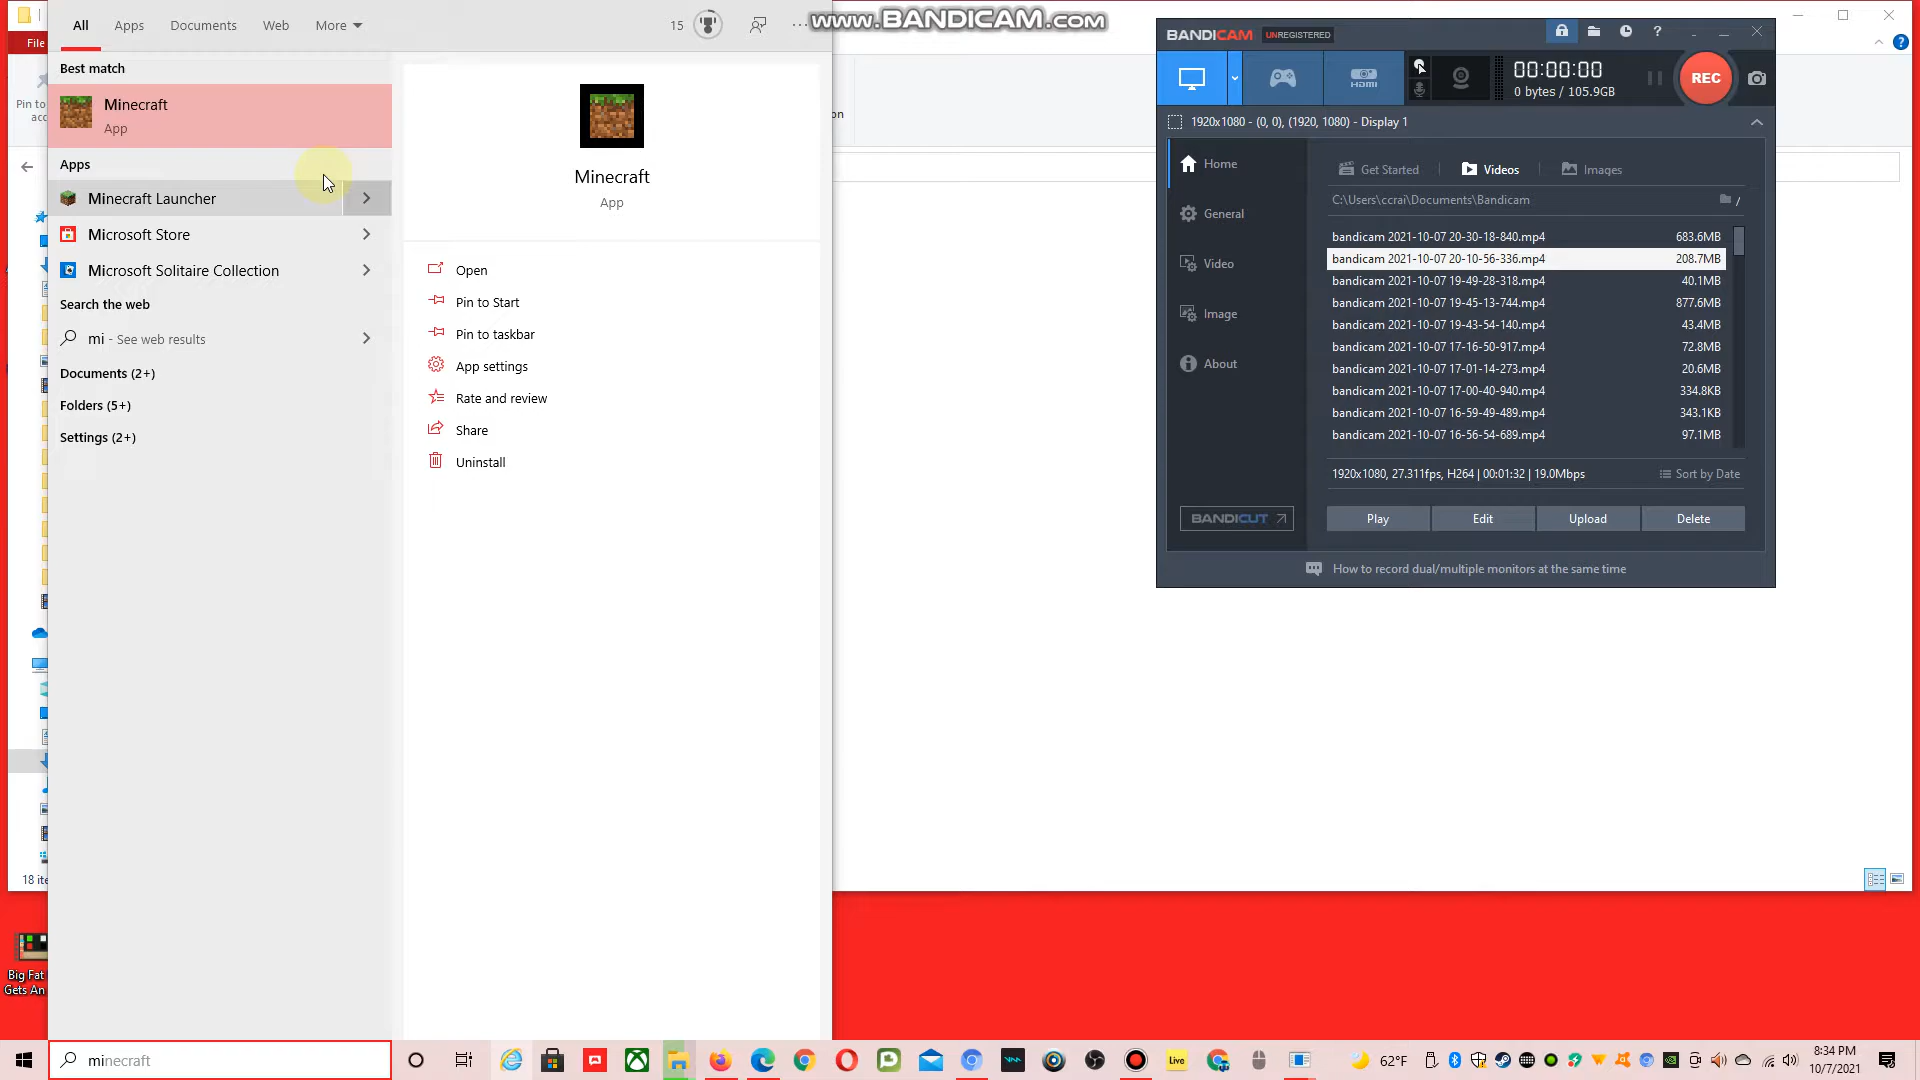 All Apps Documents Web More 15
Best match
Minecraft
App
Apps
Minecraft Launcher
Microsoft Store
Microsoft Solitaire Collection
Search the web
mi - See web results
Documents (2+)
Folders (5+)
Settings (2+)
Minecraft
App
Open
Pin to Start
Pin to taskbar
App settings
Rate and review
Share
Uninstall
File
Pin to
acc
on
18 ite
Big Fat
Gets An
www.BANDICAM.com
BANDICAM UNREGISTERED
HDMI
00:00:00
0 bytes / 105.9GB
REC
1920x1080 - (0, 0), (1920, 1080) - Display 1
Home
General
Video
Image
About
BANDICUT
Get Started Videos Images
C:\Users\ccrai\Documents\Bandicam
bandicam 2021-10-07 20-30-18-840.mp4 683.6MB
bandicam 2021-10-07 20-10-56-336.mp4 208.7MB
bandicam 2021-10-07 19-49-28-318.mp4 40.1MB
bandicam 2021-10-07 19-45-13-744.mp4 877.6MB
bandicam 2021-10-07 19-43-54-140.mp4 43.4MB
bandicam 2021-10-07 17-16-50-917.mp4 72.8MB
bandicam 2021-10-07 17-01-14-273.mp4 20.6MB
bandicam 2021-10-07 17-00-40-940.mp4 334.8KB
bandicam 2021-10-07 16-59-49-489.mp4 343.1KB
bandicam 2021-10-07 16-56-54-689.mp4 97.1MB
1920x1080, 27.311fps, H264 | 00:01:32 | 19.0Mbps Sort by Date
Play Edit Upload Delete
How to record dual/multiple monitors at the same time
minecraft
Live
62°F
8:34 PM
10/7/2021